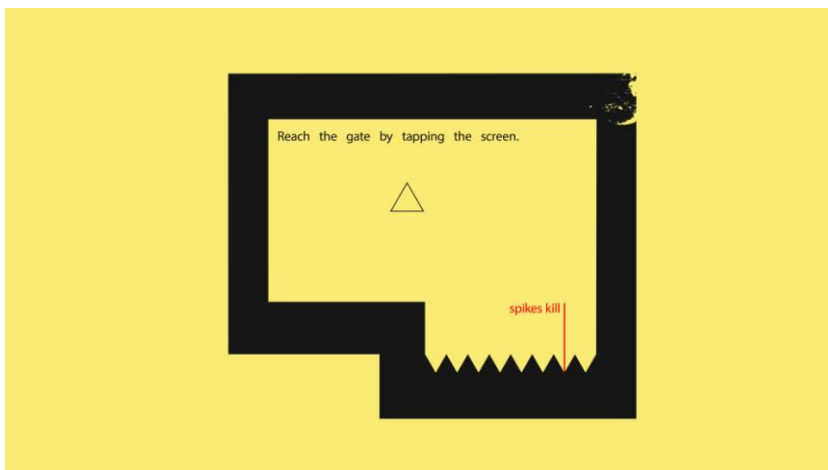 Reach the gate by tapping the screen.
spikes kill